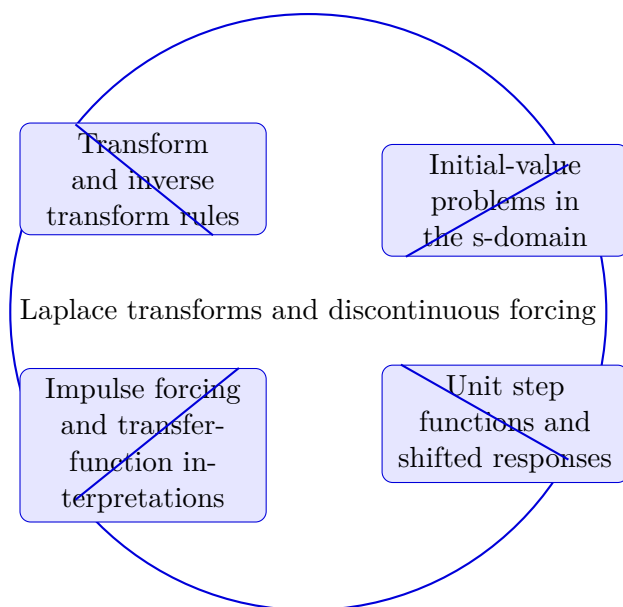 Transform
and inverse
transform rules
Initial-value
problems in
the s-domain
Laplace transforms and discontinuous forcing
Impulse forcing
and transfer-
function in-
terpretations
Unit step
functions and
shifted responses